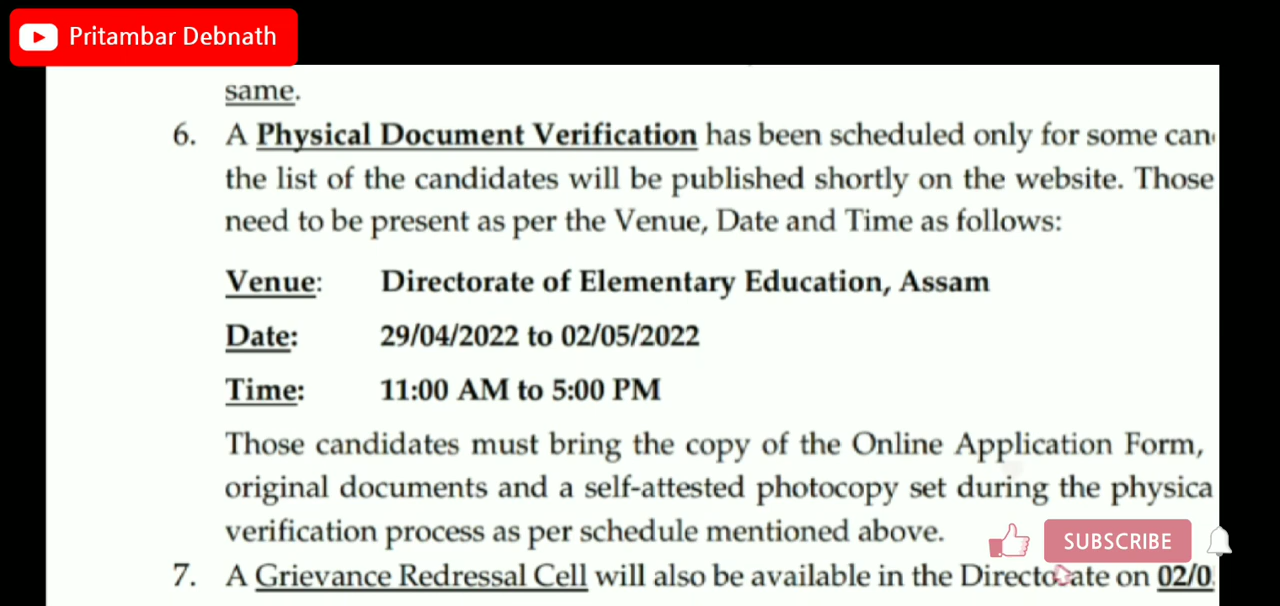 Pritambar Debnath
same.
6. A Physical Document Verification has been scheduled only for some
the list of the candidates will be published shortly on the website. Those
need to be present as per the Venue, Date and Time as follows:
Venue: Directorate of Elementary Education, Assam
Date: 29/04/2022 to 02/05/2022
Time: 11:00 AM to 5:00 PM
Those candidates must bring the copy of the Online Application Form,
original documents and a self-attested photocopy set during the physica
verification process as per schedule mentioned above.
SUBSCRIBE
7. A Grievance Redressal Cell will also be available in the Directorate on 02/0